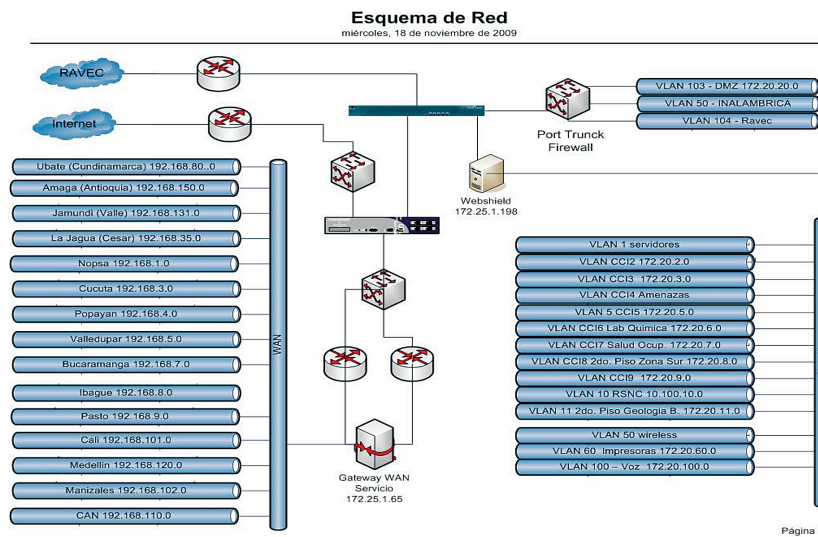 Esquema de Red
miércoles, 18 de noviembre de 2009
RAVEC
Internet
Port Trunck
Firewall
VLAN 103 - DMZ 172.20.20.0
VLAN 50 - INALAMBRICA
VLAN 104 - Ravec
Webshield
172.25.1.198
Ubate (Cundinamarca) 192.168.80..0
Amaga (Antioquia) 192.168.150.0
Jamundi (Valle) 192.168.131.0
La Jagua (Cesar) 192.168.35.0
Nopsa 192.168.1.0
Cucuta 192.168.3.0
Popayan 192.168.4.0
Valledupar 192.168.5.0
Bucaramanga 192.168.7.0
Ibague 192.168.8.0
Pasto 192.168.9.0
Cali 192.168.101.0
Medellin 192.168.120.0
Manizales 192.168.102.0
CAN 192.168.110.0
WAN
Gateway WAN
Servicio
172.25.1.65
VLAN 1 servidores
VLAN CCI2 172.20.2.0
VLAN CCI3 172.20.3.0
VLAN CCI4 Amenazas
VLAN 5 CCI5 172.20.5.0
VLAN CCI6 Lab Quimica 172.20.6.0
VLAN CCI7 Salud Ocup. 172.20.7.0
VLAN CCI8 2do. Piso Zona Sur 172.20.8.0
VLAN CCI9 172.20.9.0
VLAN 10 RSNC 10.100.10.0
VLAN 11 2do. Piso Geologia B. 172.20.11.0
VLAN 50 wireless
VLAN 60 Impresoras 172.20.60.0
VLAN 100 – Voz 172.20.100.0
Página